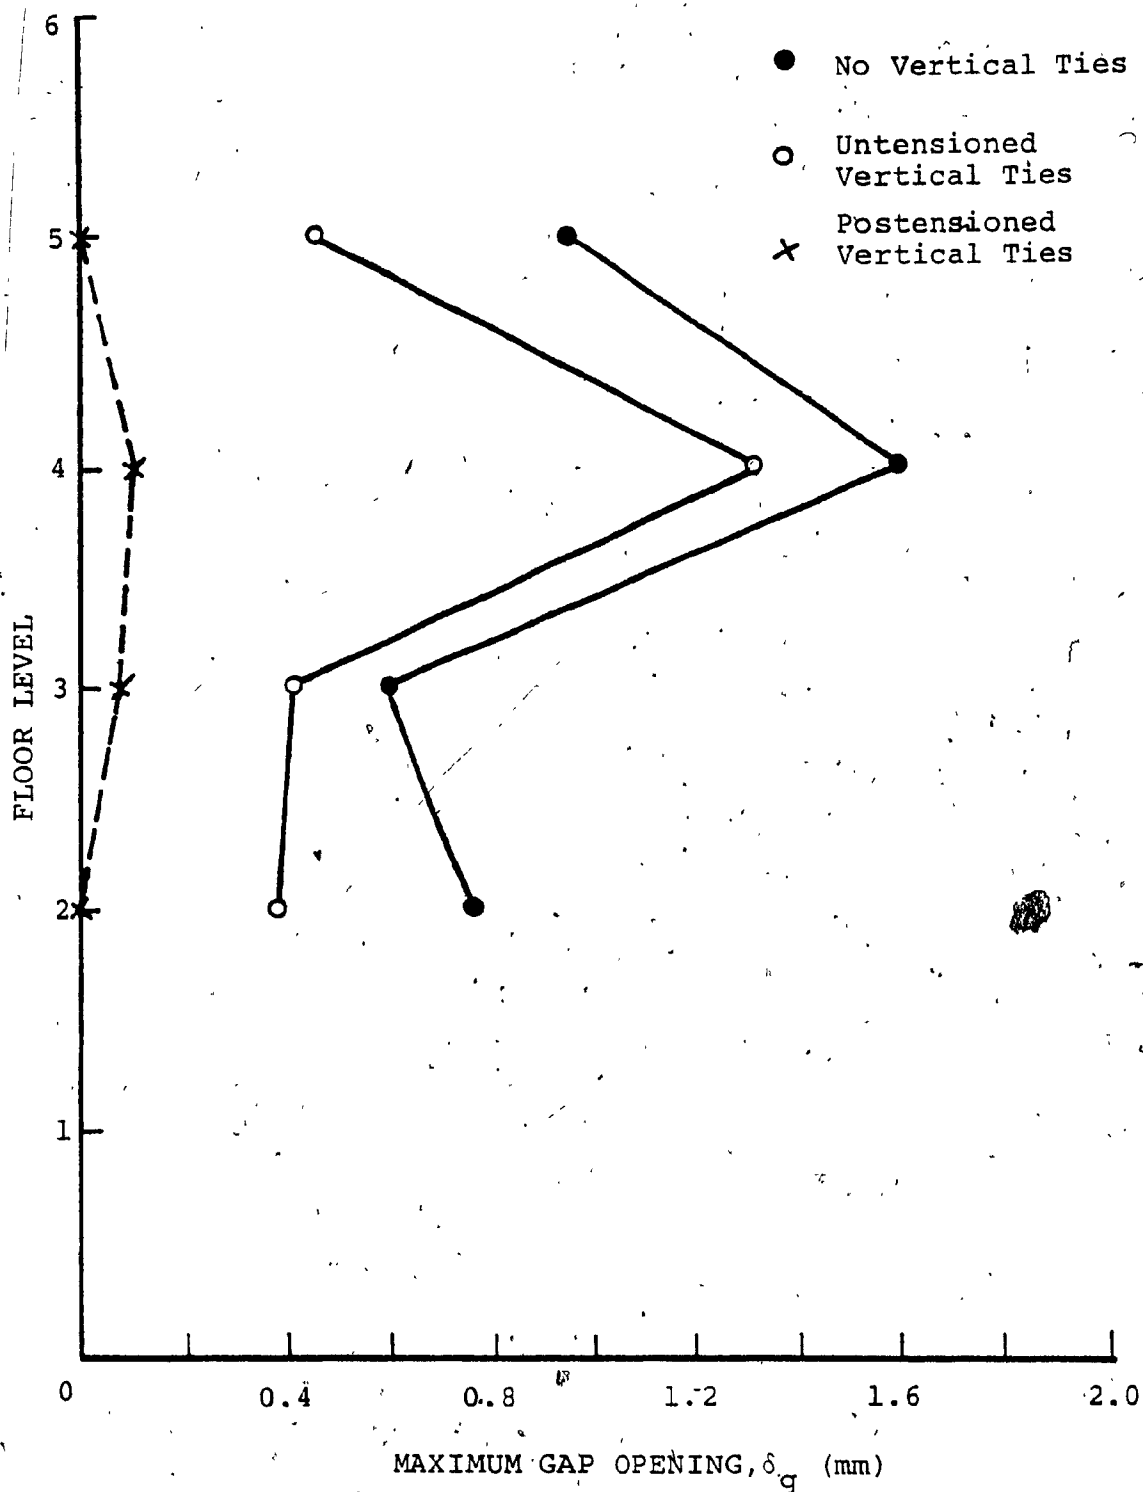 6
No Vertical Ties
Untensioned
Vertical Ties
Postensioned
Vertical Ties
5
4
3
2
1
FLOOR LEVEL
0 0.4 0.8 1.2 1.6 2.0
MAXIMUM GAP OPENING, δg (mm)